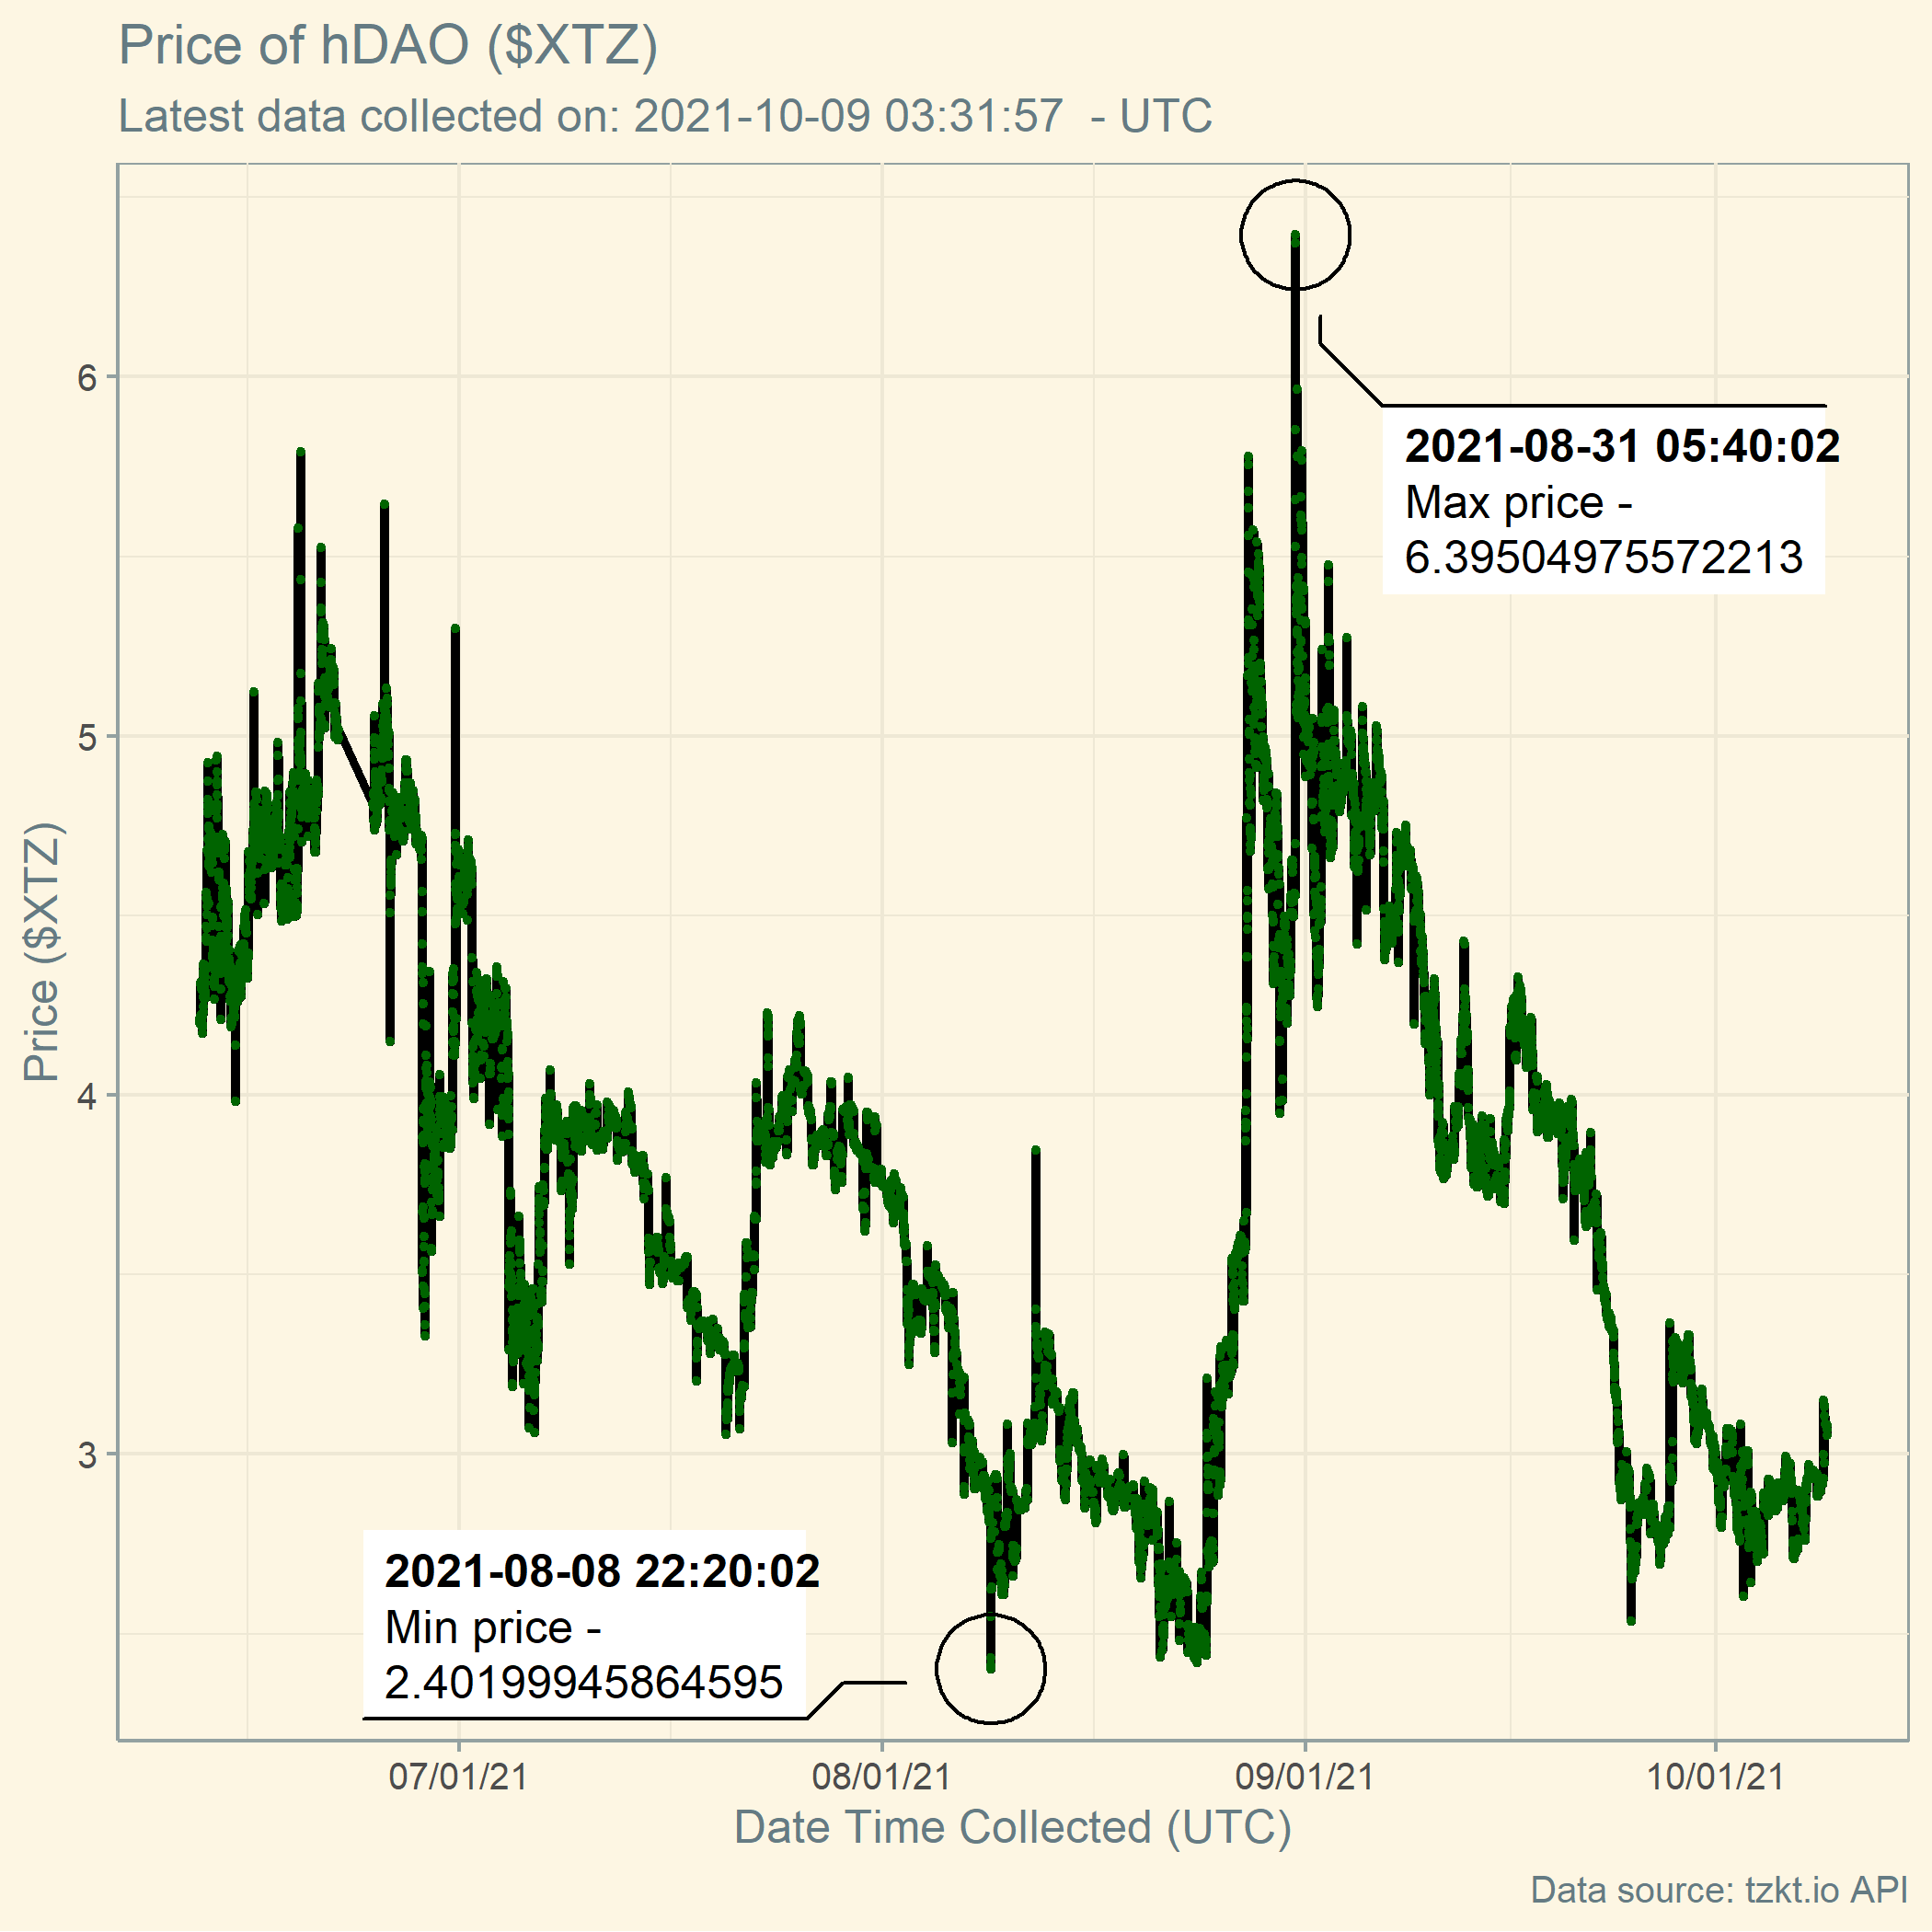 Price of hDAO ($XTZ)
Latest data collected on: 2021-10-09 03:31:57  - UTC
6
5
4
3
Price ($XTZ)
2021-08-31 05:40:02
Max price -
6.39504975572213
2021-08-08 22:20:02
Min price -
2.40199945864595
07/01/21
08/01/21
09/01/21
10/01/21
Date Time Collected (UTC)
Data source: tzkt.io API